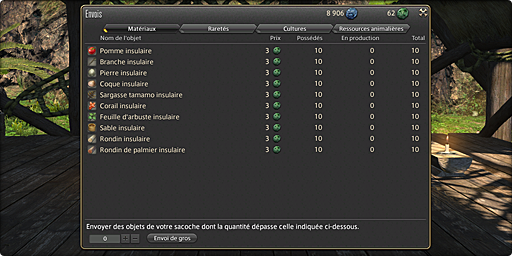 Envois 8 906 62
Matériaux Raretés Cultures Ressources animalières
Nom de l'objet Prix Possédés En production Total
Pomme insulaire 3 10 0 10
Branche insulaire 3 10 0 10
Pierre insulaire 3 10 0 10
Coque insulaire 3 10 0 10
Sargasse tamamo insulaire 3 10 0 10
Corail insulaire 3 10 0 10
Feuille d'arbuste insulaire 3 10 0 10
Sable insulaire 3 10 0 10
Rondin insulaire 3 10 0 10
Rondin de palmier insulaire 3 10 0 10
Envoyer des objets de votre sacoche dont la quantité dépasse celle indiquée ci-dessous.
0 Envoi de gros